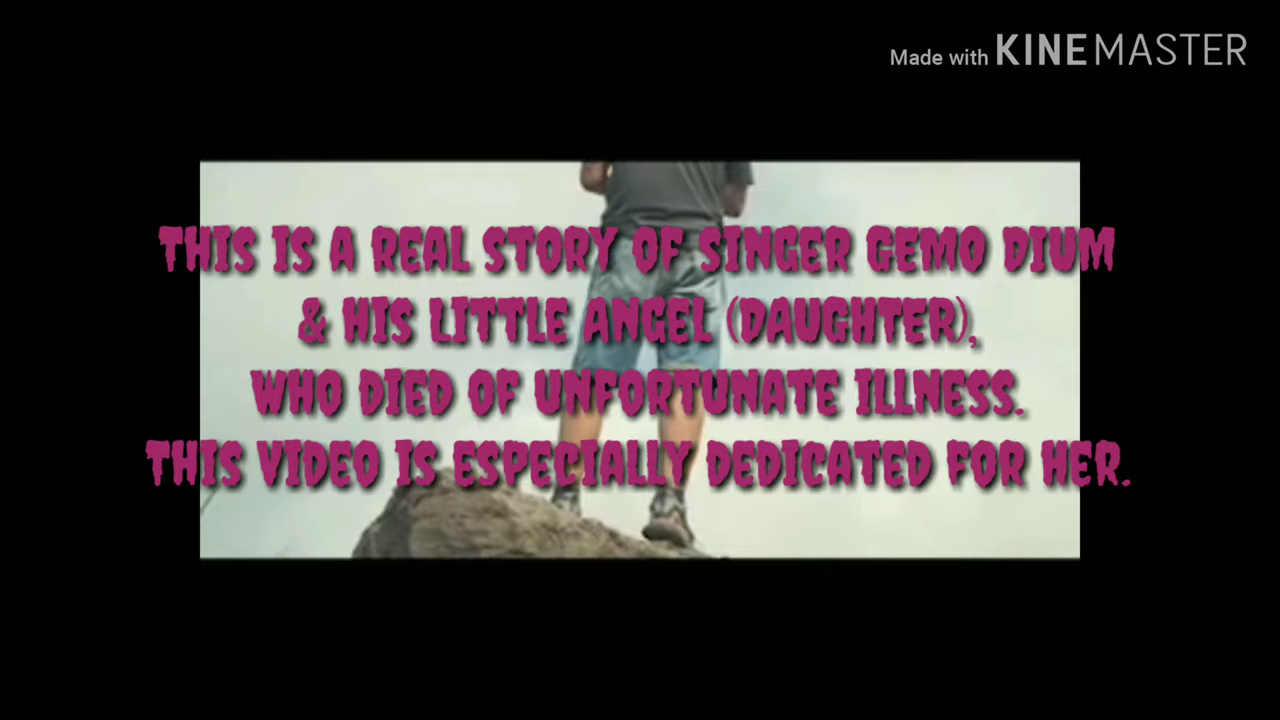 Made with KINEMASTER
THIS IS A REAL STORY OF SINGER GEMO DIUM
& HIS LITTLE ANGEL (DAUGHTER),
WHO DIED OF UNFORTUNATE ILLNESS.
THIS VIDEO IS ESPECIALLY DEDICATED FOR HER.